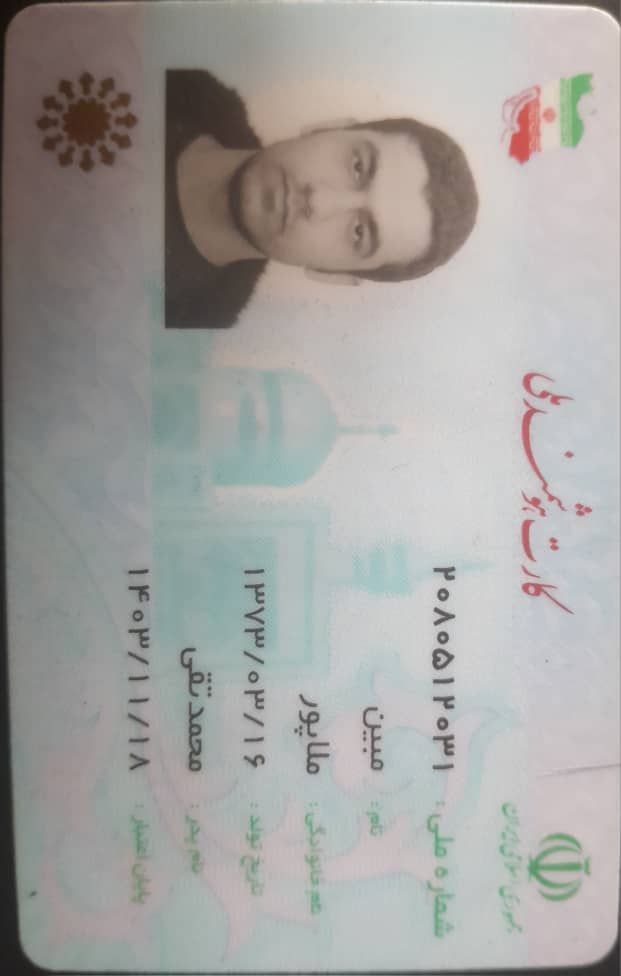 کارت هوشمند ملی
جمهوری اسلامی ایران
شماره ملی: ۲۰۸۰۵۱۲۰۳۱
نام: مبین
نام خانوادگی: ملاپور
تاریخ تولد: ۱۳۷۳/۰۳/۱۶
نام پدر: محمدتقی
پایان اعتبار: ۱۴۰۳/۱۱/۱۸